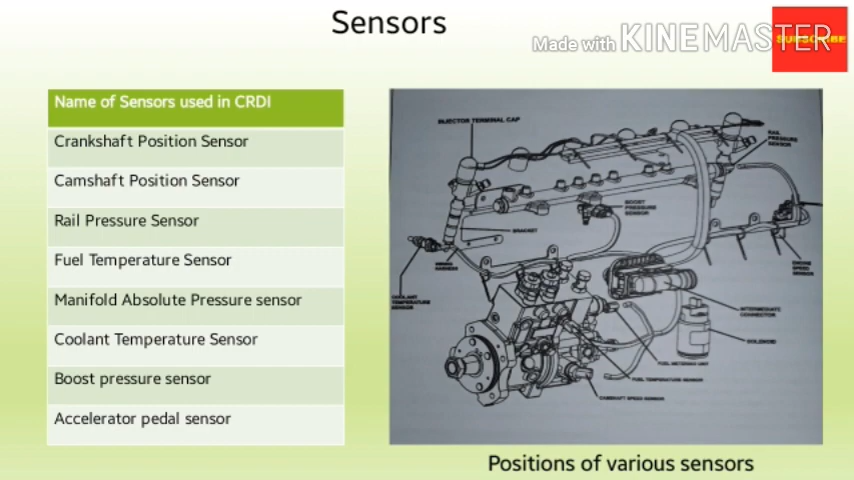 Sensors
Made with KINEMASTER
SUBSCRIBE
Name of Sensors used in CRDI
Crankshaft Position Sensor
Camshaft Position Sensor
Rail Pressure Sensor
Fuel Temperature Sensor
Manifold Absolute Pressure sensor
Coolant Temperature Sensor
Boost pressure sensor
Accelerator pedal sensor
INJECTOR TERMINAL CAP
RAIL
PRESSURE
SENSOR
BOOST
PRESSURE
SENSOR
BRACKET
WIRING
HARNESS
ENGINE
SPEED
SENSOR
COOLANT
TEMPERATURE
SENSOR
INTERMEDIATE
CONNECTOR
SOLENOID
FUEL METERING UNIT
FUEL TEMPERATURE SENSOR
CAMSHAFT SPEED SENSOR
Positions of various sensors